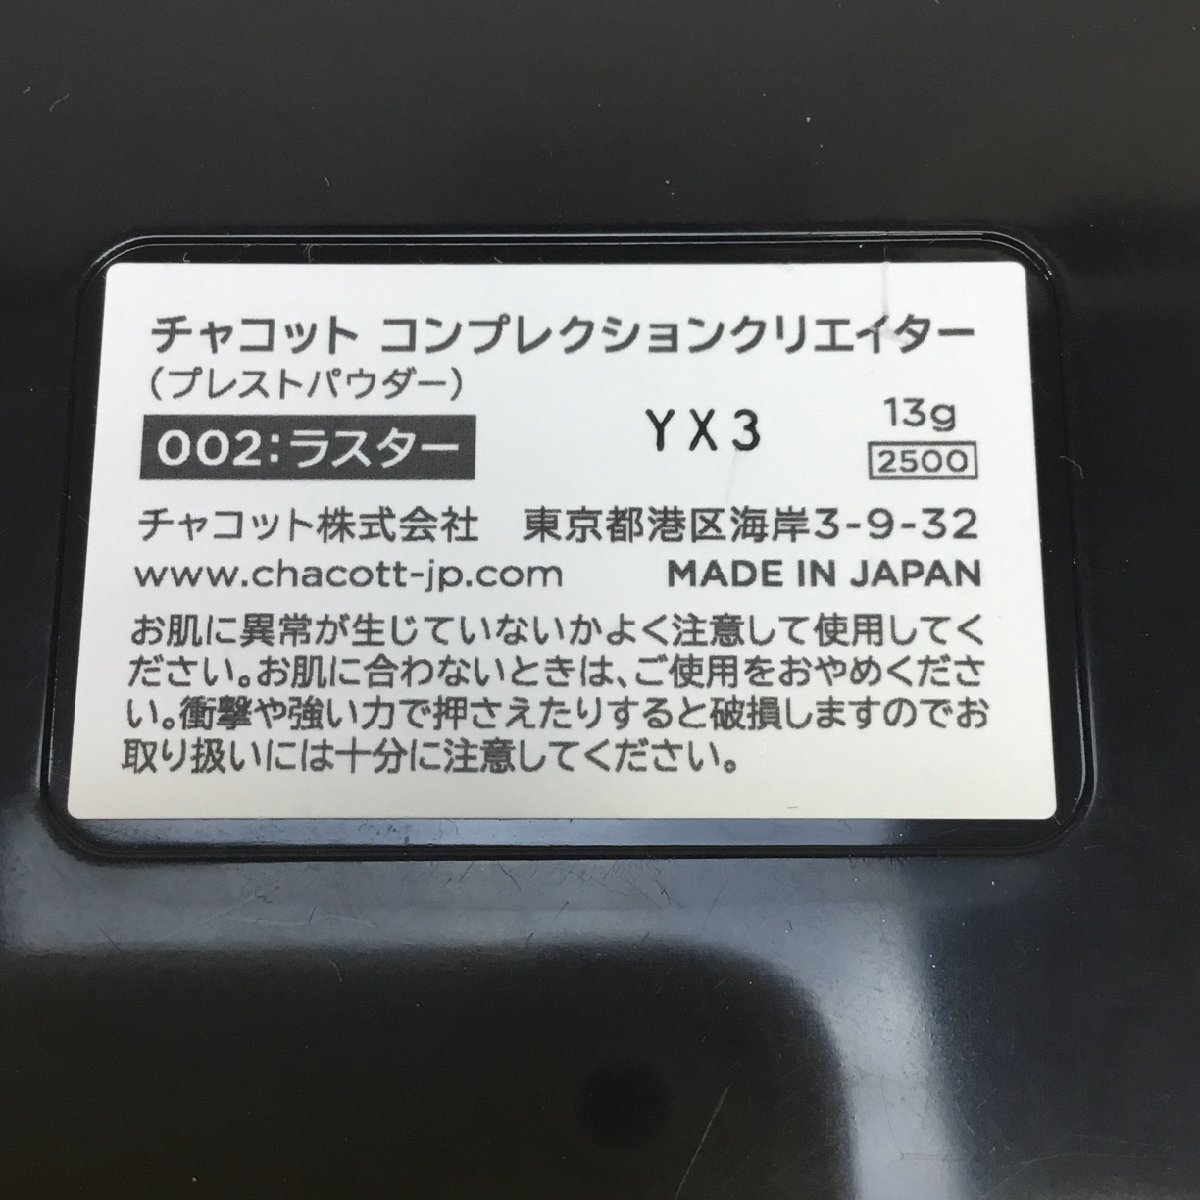 チャコット コンプレクションクリエイター
(プレストパウダー)
002:ラスター YX3 13g
2500
チャコット株式会社 東京都港区海岸3-9-32
www.chacott-jp.com MADE IN JAPAN
お肌に異常が生じていないかよく注意して使用してく
ださい。お肌に合わないときは、ご使用をおやめくださ
い。衝撃や強い力で押さえたりすると破損しますのでお
取り扱いには十分に注意してください。